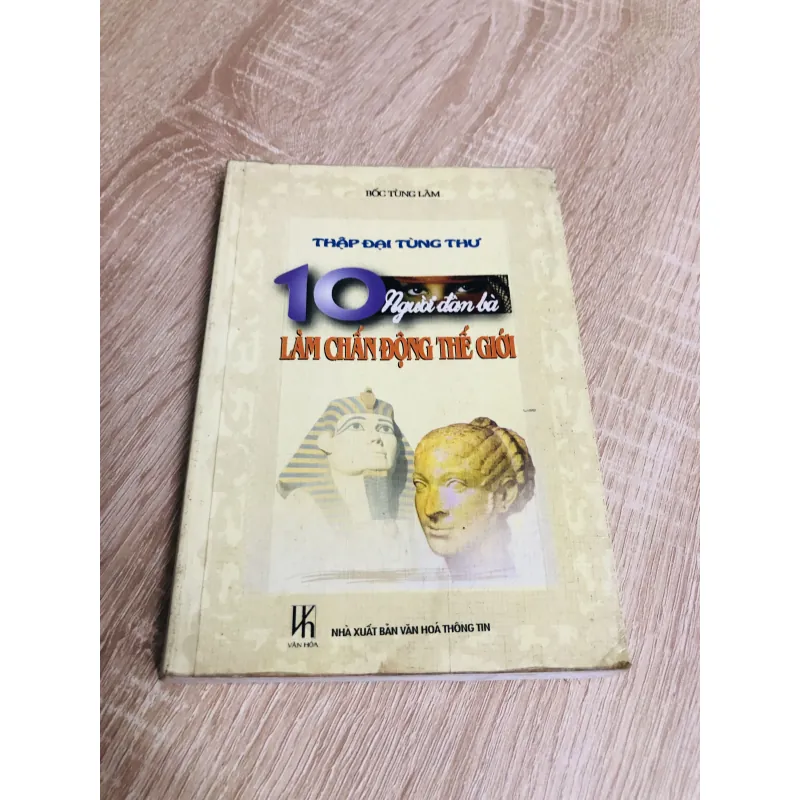 BỐC TÙNG LÂM
THẬP ĐẠI TÙNG THƯ
10 Người đàn bà
LÀM CHẤN ĐỘNG THẾ GIỚI
VĂN HÓA
NHÀ XUẤT BẢN VĂN HOÁ THÔNG TIN